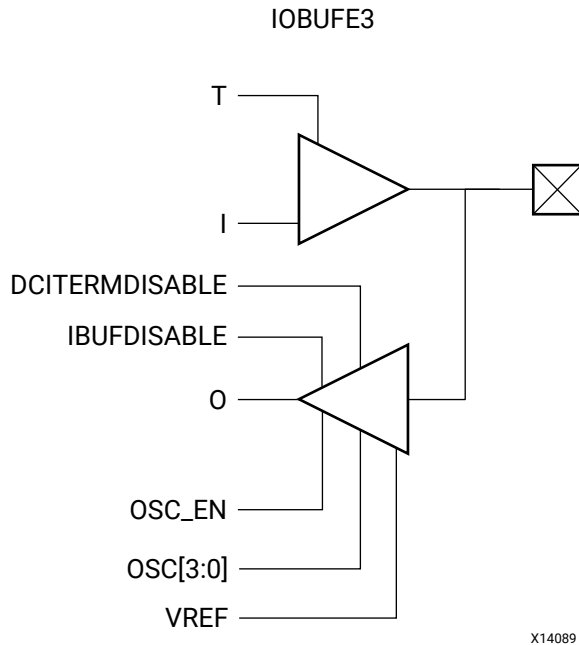 IOBUFE3
T
I
DCITERMDISABLE
IBUFDISABLE
O
OSC_EN
OSC[3:0]
VREF
X14089